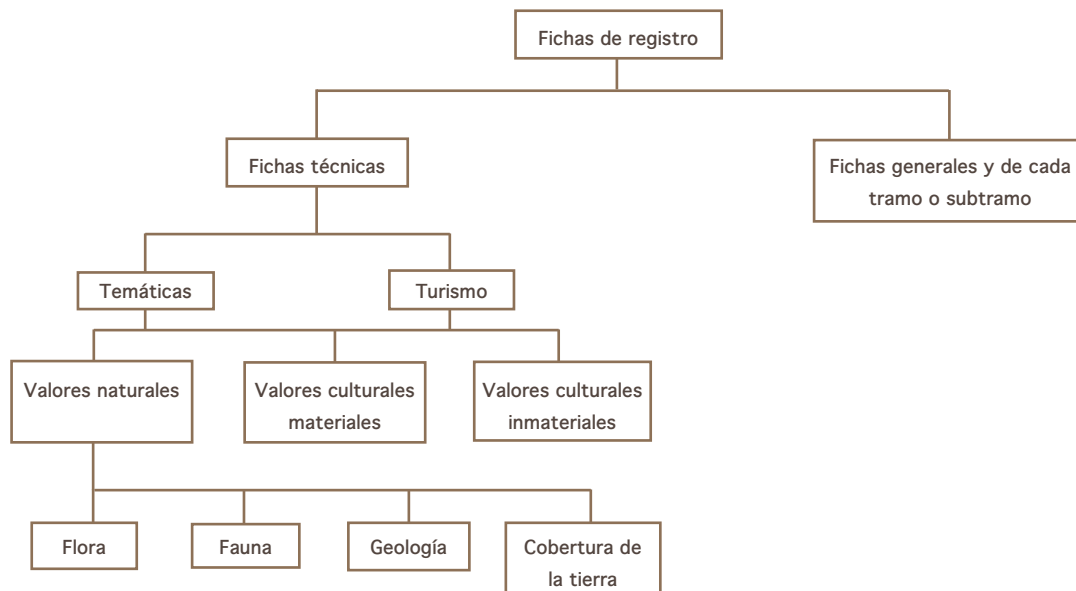 Fichas de registro
Fichas técnicas
Fichas generales y de cada
tramo o subtramo
Temáticas
Turismo
Valores naturales
Valores culturales
materiales
Valores culturales
inmateriales
Flora
Fauna
Geología
Cobertura de
la tierra